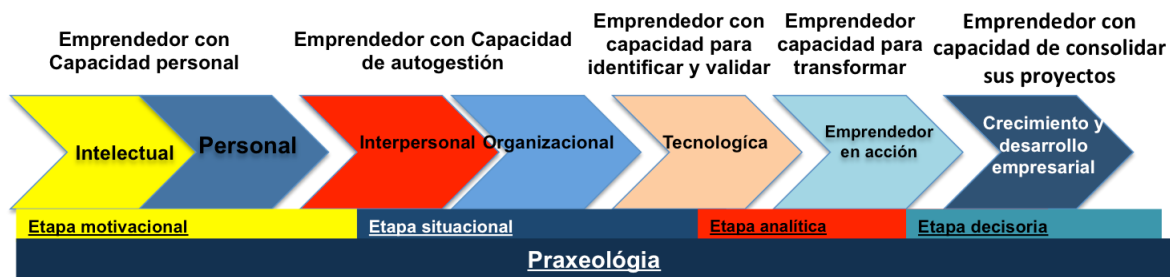 Emprendedor con
Capacidad personal
Emprendedor con Capacidad
de autogestión
Emprendedor con
capacidad para
identificar y validar
Emprendedor
capacidad para
transformar
Emprendedor con
capacidad de consolidar
sus proyectos
Intelectual
Personal
Interpersonal
Organizacional
Tecnologíca
Emprendedor
en acción
Crecimiento y
desarrollo
empresarial
Etapa motivacional
Etapa situacional
Etapa analítica
Etapa decisoria
Praxeológia